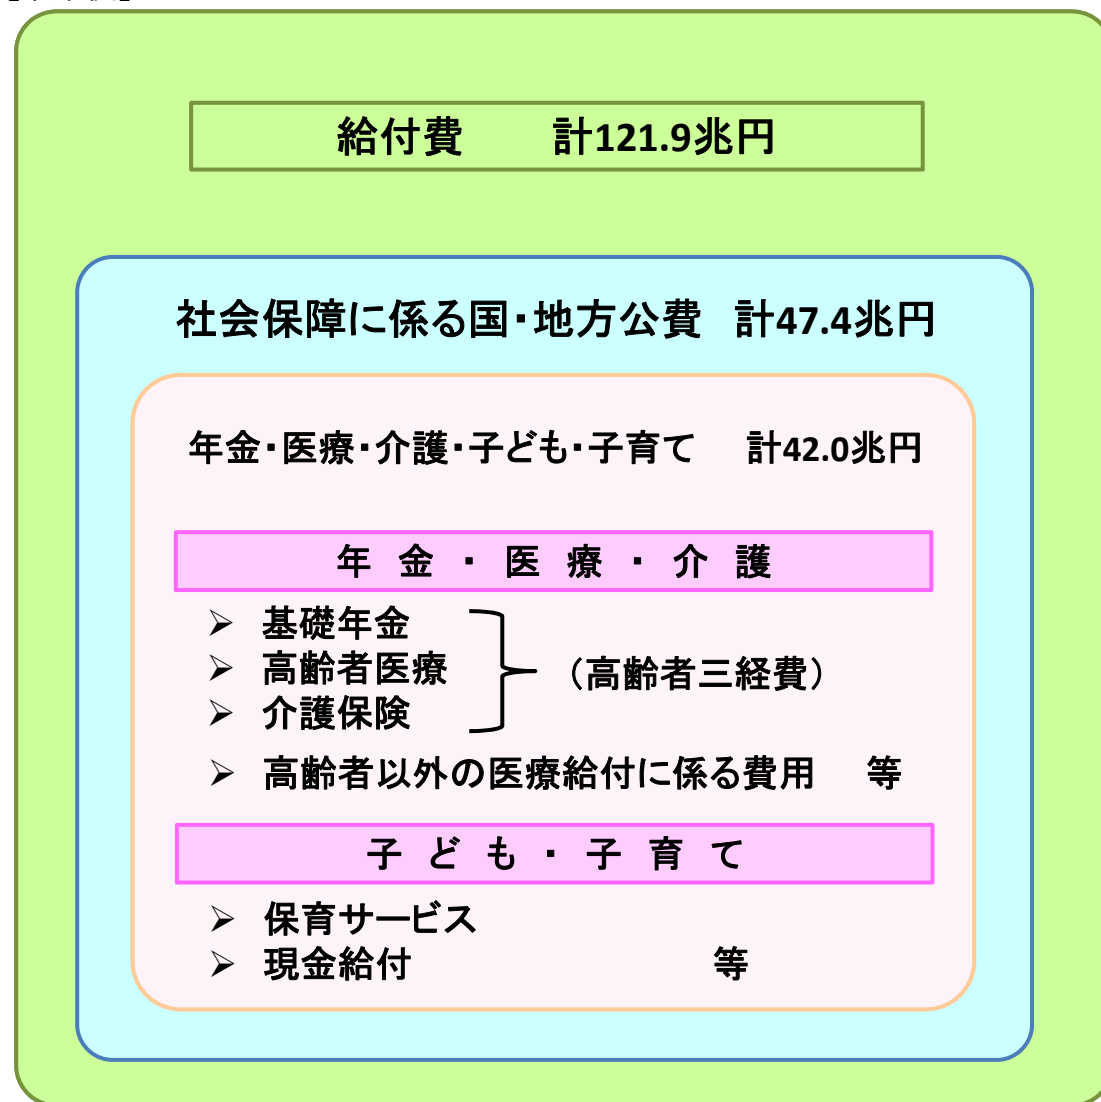 給付費　計121.9兆円
社会保障に係る国・地方公費　計47.4兆円
年金・医療・介護・子ども・子育て　計42.0兆円
年金・医療・介護
➢ 基礎年金
➢ 高齢者医療
➢ 介護保険
（高齢者三経費）
➢ 高齢者以外の医療給付に係る費用　等
子ども・子育て
➢ 保育サービス
➢ 現金給付　等